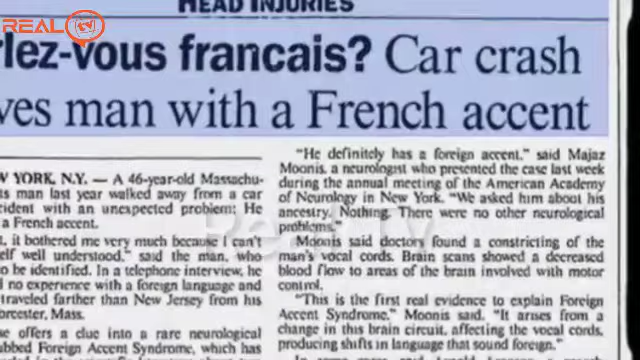 REAL tv
HEAD INJURIES
rlez-vous francais? Car crash
ves man with a French accent
W YORK, N.Y. — A 46-year-old Massachu-
ts man last year walked away from a car
ident with an unexpected problem: He
a French accent.
t, it bothered me very much because I can't
elf well understood," said the man, who
o be identified. In a telephone interview, he
d no experience with a foreign language and
traveled farther than New Jersey from his
orcester, Mass.
se offers a clue into a rare neurological
ubbed Foreign Accent Syndrome, which has
"He definitely has a foreign accent," said Majaz
Moonis, a neurologist who presented the case last week
during the annual meeting of the American Academy
of Neurology in New York. "We asked him about his
ancestry. Nothing. There were no other neurological
problems."
Moonis said doctors found a constricting of the
man's vocal cords. Brain scans showed a decreased
blood flow to areas of the brain involved with motor
control.
"This is the first real evidence to explain Foreign
Accent Syndrome," Moonis said. "It arises from a
change in this brain circuit, affecting the vocal cords,
producing shifts in language that sound foreign."
Real TV